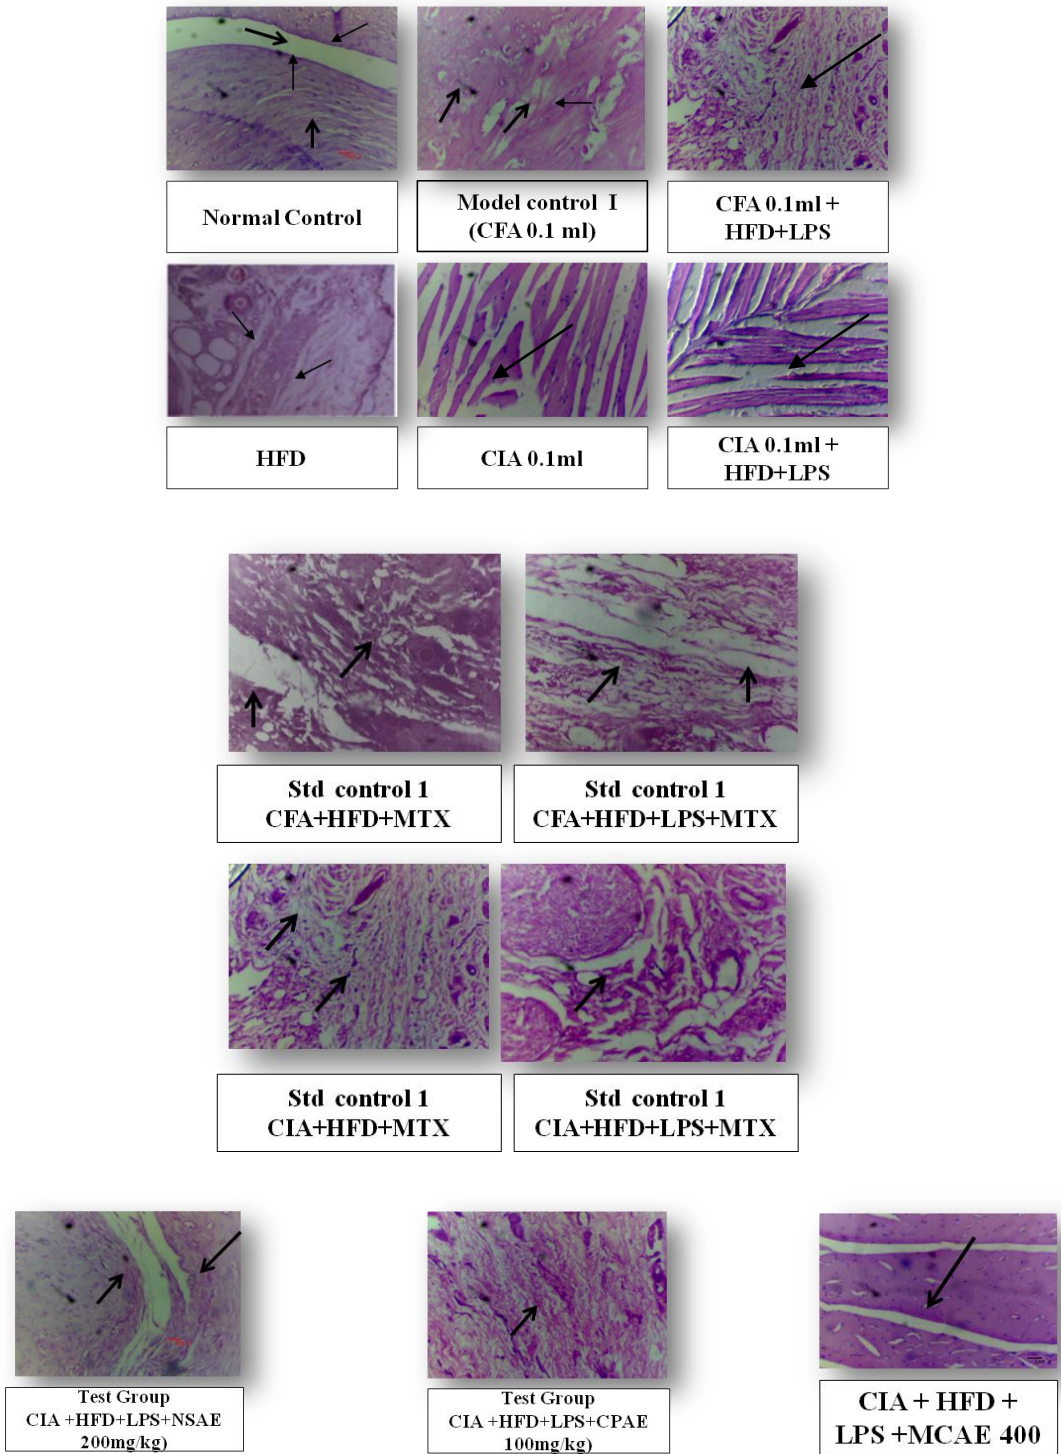 Normal Control
Model control I
(CFA 0.1 ml)
CFA 0.1ml +
HFD+LPS
HFD
CIA 0.1ml
CIA 0.1ml +
HFD+LPS
Std control 1
CFA+HFD+MTX
Std control 1
CFA+HFD+LPS+MTX
Std control 1
CIA+HFD+MTX
Std control 1
CIA+HFD+LPS+MTX
Test Group
CIA +HFD+LPS+NSAE
200mg/kg)
Test Group
CIA +HFD+LPS+CPAE
100mg/kg)
CIA + HFD +
LPS +MCAE 400